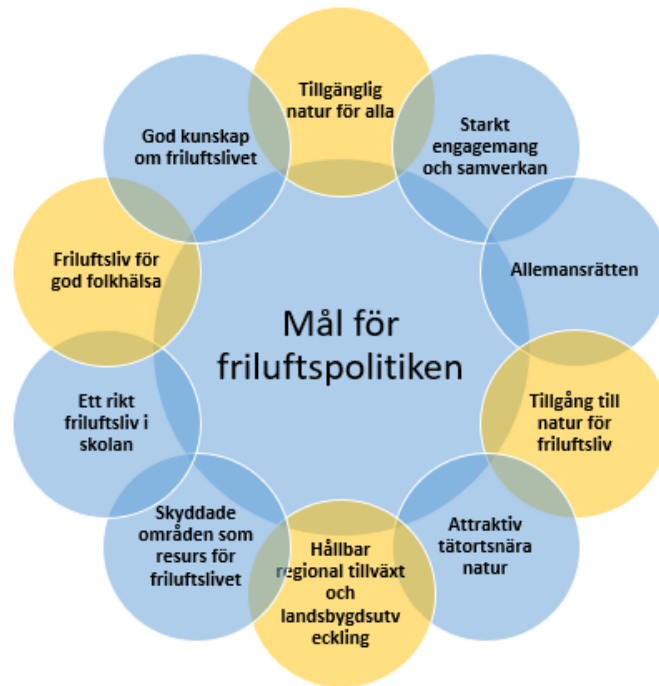 Tillgänglig
natur för alla
Starkt
engagemang
och samverkan
Allemansrätten
Tillgång till
natur för
friluftsliv
Attraktiv
tätortsnära
natur
Hållbar
regional tillväxt
och
landsbygdsutv
eckling
Skyddade
områden som
resurs för
friluftslivet
Ett rikt
friluftsliv i
skolan
Friluftsliv för
god folkhälsa
God kunskap
om friluftslivet
Mål för
friluftspolitiken